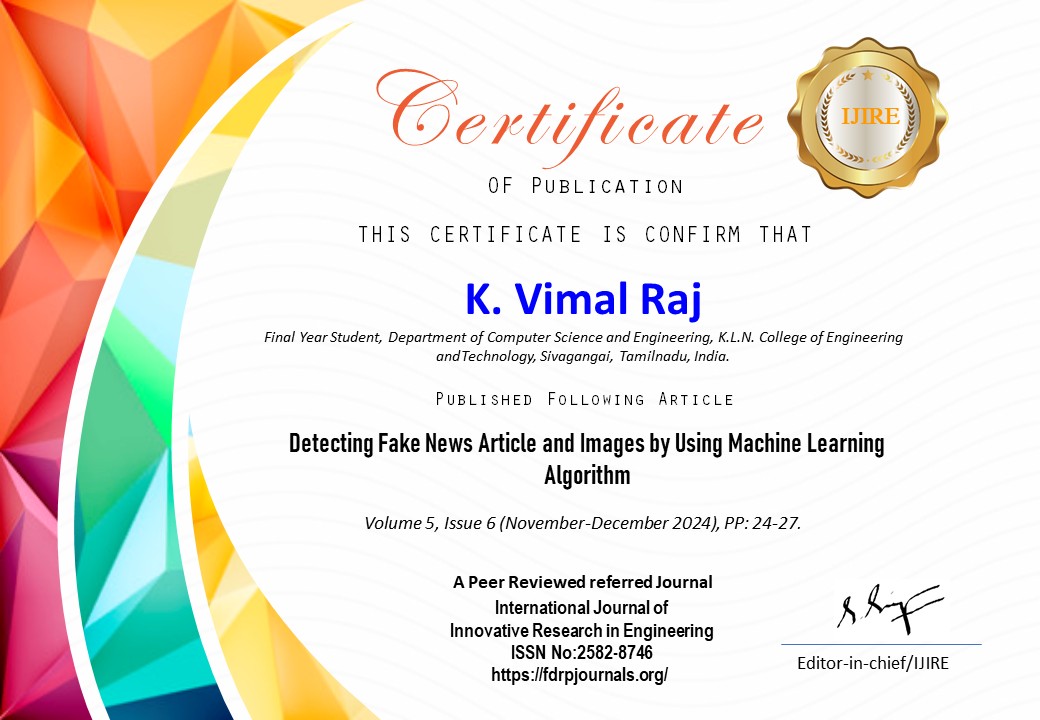 Certificate
IJIRE
OF PUBLICATION
THIS CERTIFICATE IS CONFIRM THAT
K. Vimal Raj
Final Year Student, Department of Computer Science and Engineering, K.L.N. College of Engineering
andTechnology, Sivagangai, Tamilnadu, India.
PUBLISHED FOLLOWING ARTICLE
Detecting Fake News Article and Images by Using Machine Learning
Algorithm
Volume 5, Issue 6 (November-December 2024), PP: 24-27.
A Peer Reviewed referred Journal
International Journal of
Innovative Research in Engineering
ISSN No:2582-8746
https://fdrpjournals.org/
Editor-in-chief/IJIRE